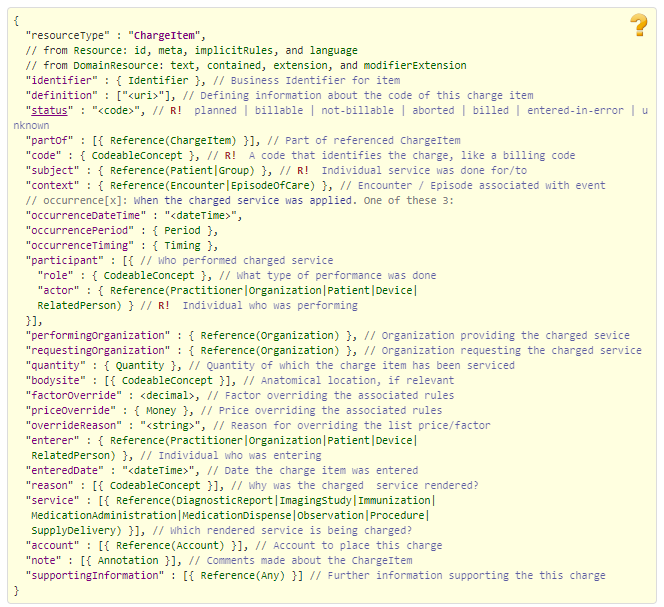 {
"resourceType" : "ChargeItem",
// from Resource: id, meta, implicitRules, and language
// from DomainResource: text, contained, extension, and modifierExtension
"identifier" : { Identifier }, // Business Identifier for item
"definition" : ["<uri>"], // Defining information about the code of this charge item
"status" : "<code>", // R!  planned | billable | not-billable | aborted | billed | entered-in-error | u
nknown
"partOf" : [{ Reference(ChargeItem) }], // Part of referenced ChargeItem
"code" : { CodeableConcept }, // R!  A code that identifies the charge, like a billing code
"subject" : { Reference(Patient|Group) }, // R!  Individual service was done for/to
"context" : { Reference(Encounter|EpisodeOfCare) }, // Encounter / Episode associated with event
// occurrence[x]: When the charged service was applied. One of these 3:
"occurrenceDateTime" : "<dateTime>",
"occurrencePeriod" : { Period },
"occurrenceTiming" : { Timing },
"participant" : [{ // Who performed charged service
"role" : { CodeableConcept }, // What type of performance was done
"actor" : { Reference(Practitioner|Organization|Patient|Device|
RelatedPerson) } // R!  Individual who was performing
}],
"performingOrganization" : { Reference(Organization) }, // Organization providing the charged sevice
"requestingOrganization" : { Reference(Organization) }, // Organization requesting the charged service
"quantity" : { Quantity }, // Quantity of which the charge item has been serviced
"bodysite" : [{ CodeableConcept }], // Anatomical location, if relevant
"factorOverride" : <decimal>, // Factor overriding the associated rules
"priceOverride" : { Money }, // Price overriding the associated rules
"overrideReason" : "<string>", // Reason for overriding the list price/factor
"enterer" : { Reference(Practitioner|Organization|Patient|Device|
RelatedPerson) }, // Individual who was entering
"enteredDate" : "<dateTime>", // Date the charge item was entered
"reason" : [{ CodeableConcept }], // Why was the charged  service rendered?
"service" : [{ Reference(DiagnosticReport|ImagingStudy|Immunization|
MedicationAdministration|MedicationDispense|Observation|Procedure|
SupplyDelivery) }], // Which rendered service is being charged?
"account" : [{ Reference(Account) }], // Account to place this charge
"note" : [{ Annotation }], // Comments made about the ChargeItem
"supportingInformation" : [{ Reference(Any) }] // Further information supporting the this charge
}